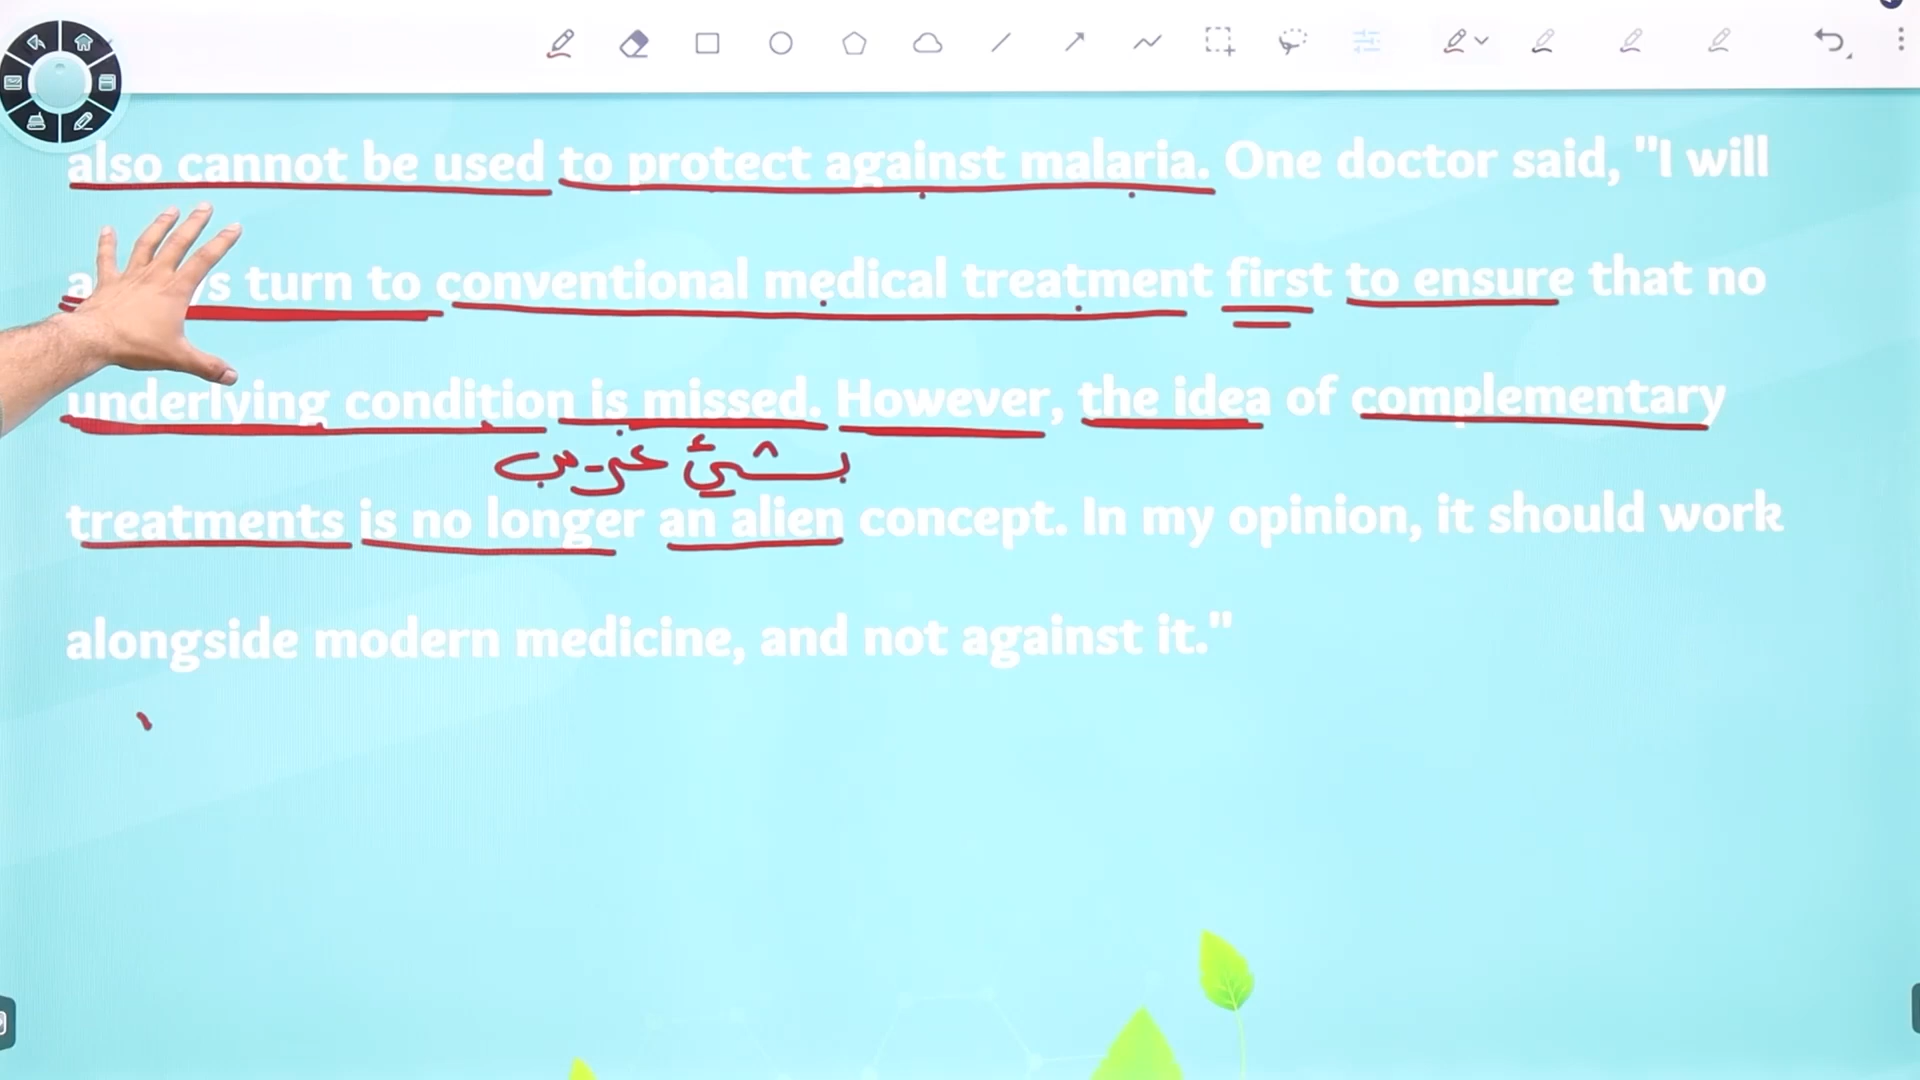 also cannot be used to protect against malaria. One doctor said, "I will
turn to conventional medical treatment first to ensure that no
underlying condition is missed. However, the idea of complementary
بشيئ غريب
treatments is no longer an alien concept. In my opinion, it should work
alongside modern medicine, and not against it."